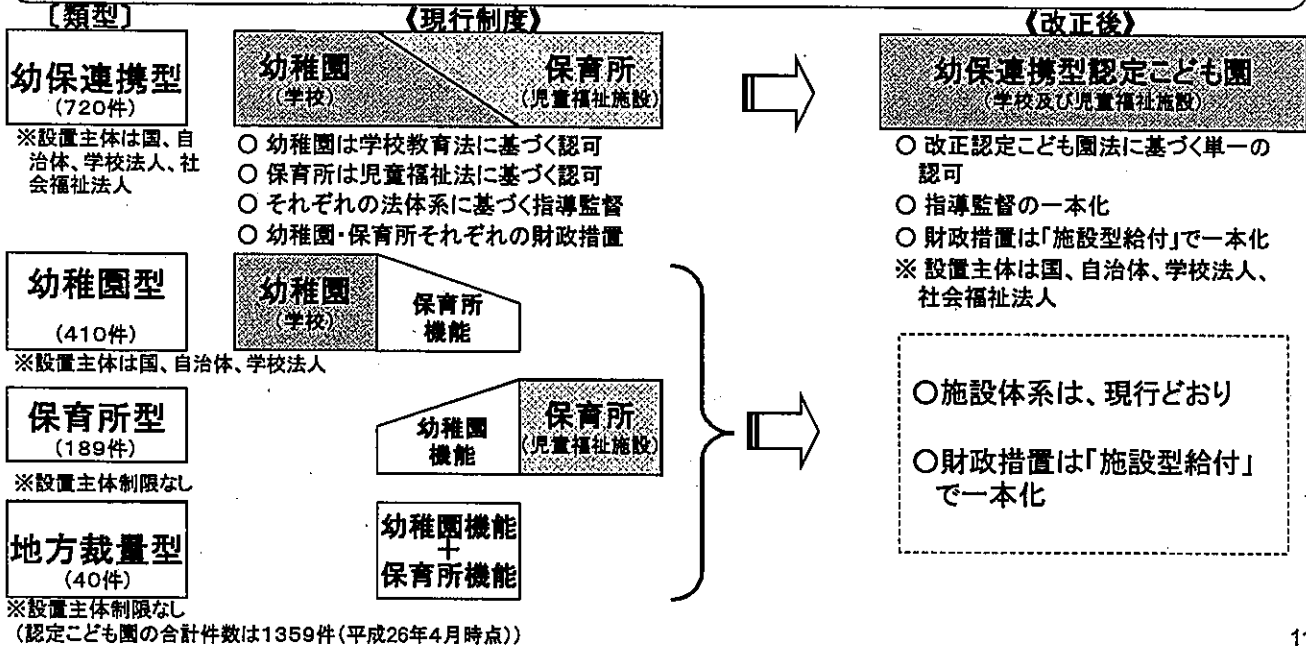 〔類型〕
《現行制度》
《改正後》
幼保連携型
(720件)
※設置主体は国、自
治体、学校法人、社
会福祉法人
幼稚園
(学校)
保育所
(児童福祉施設)
○ 幼稚園は学校教育法に基づく認可
○ 保育所は児童福祉法に基づく認可
○ それぞれの法体系に基づく指導監督
○ 幼稚園・保育所それぞれの財政措置
幼保連携型認定こども園
(学校及び児童福祉施設)
○ 改正認定こども園法に基づく単一の
認可
○ 指導監督の一本化
○ 財政措置は「施設型給付」で一本化
※ 設置主体は国、自治体、学校法人、
社会福祉法人
幼稚園型
(410件)
※設置主体は国、自治体、学校法人
幼稚園
(学校)
保育所
機能
保育所型
(189件)
※設置主体制限なし
幼稚園
機能
保育所
(児童福祉施設)
地方裁量型
(40件)
※設置主体制限なし
幼稚園機能
+
保育所機能
○施設体系は、現行どおり
○財政措置は「施設型給付」
で一本化
(認定こども園の合計件数は1359件(平成26年4月時点))